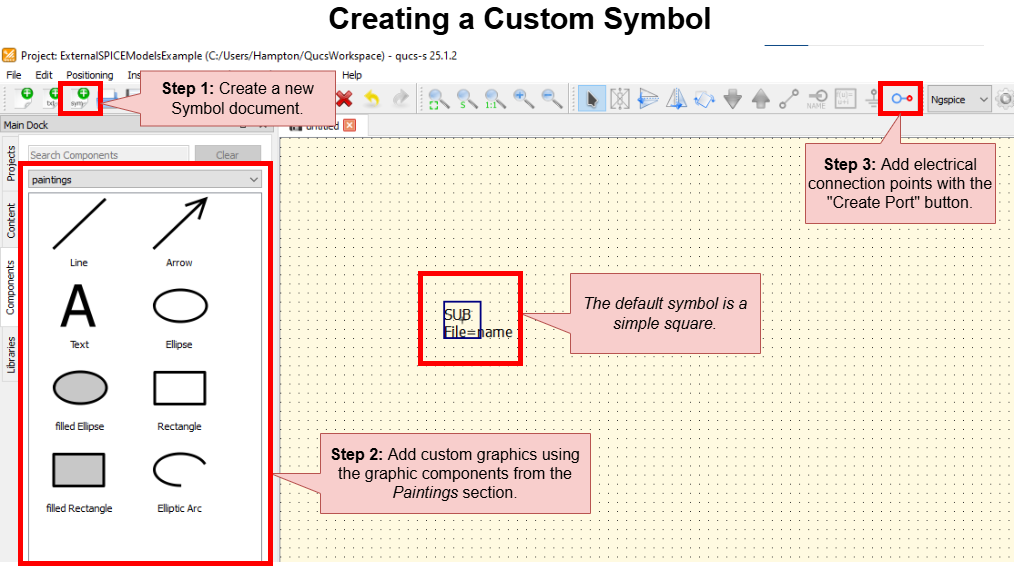 Creating a Custom Symbol
Project: ExternalSPICEModelsExample (C:/Users/Hampton/QucsWorkspace) - qucs-s 25.1.2
File Edit Positioning Ins Help
Step 1: Create a new
Symbol document.
txt
sym
S
1:1
NAME
Ngspice
Main Dock
untitled
Search Components
Clear
Projects
Content
Components
Libraries
paintings
Line
Arrow
A
Text
Ellipse
filled Ellipse
Rectangle
filled Rectangle
Elliptic Arc
Step 3: Add electrical
connection points with the
"Create Port" button.
SUB
File=name
The default symbol is a
simple square.
Step 2: Add custom graphics using
the graphic components from the
Paintings section.